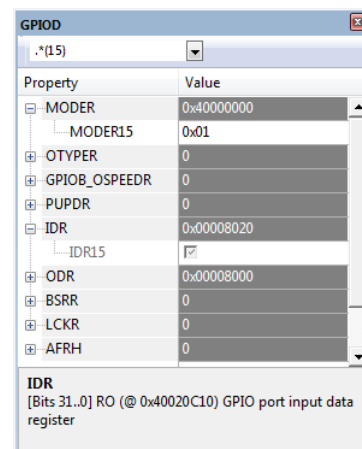 GPIOD
.*(15)
Property Value
MODER 0x40000000
MODER15 0x01
OTYPER 0
GPIOB_OSPEEDR 0
PUPDR 0
IDR 0x00008020
IDR15
ODR 0x00008000
BSRR 0
LCKR 0
AFRH 0
IDR
[Bits 31..0] RO (@ 0x40020C10) GPIO port input data
register